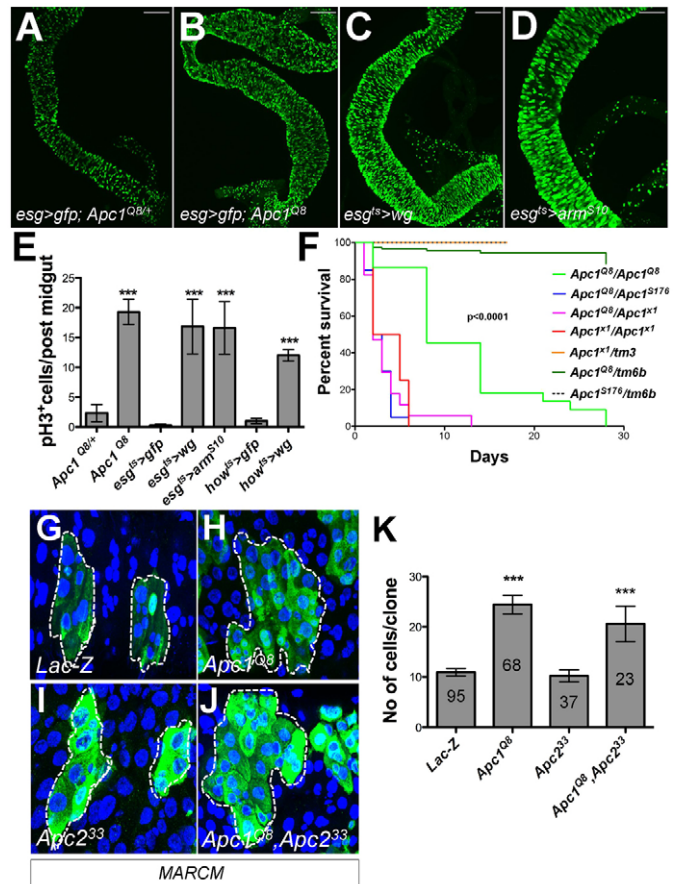 A
B
C
D
esg>gfp; Apc1Q8/+
esg>gfp; Apc1Q8
esgts>wg
esgts>armS10
E
pH3+cells/post midgut
25
20
15
10
5
0
***
***
***
***
Apc1 Q8/+
Apc1 Q8
esgts>gfp
esgts>wg
esgts>armS10
howts>gfp
howts>wg
F
Percent survival
100
80
60
40
20
0
0
10
20
30
Days
p<0.0001
Apc1Q8/Apc1Q8
Apc1Q8/Apc1S176
Apc1Q8/Apc1x1
Apc1x1/Apc1x1
Apc1x1/tm3
Apc1Q8/tm6b
Apc1S176/tm6b
G
H
Lac-Z
Apc1Q8
I
J
Apc233
Apc1Q8,Apc233
MARCM
K
No of cells/clone
30
20
10
0
***
***
95
68
37
23
Lac-Z
Apc1Q8
Apc233
Apc1Q8,Apc233